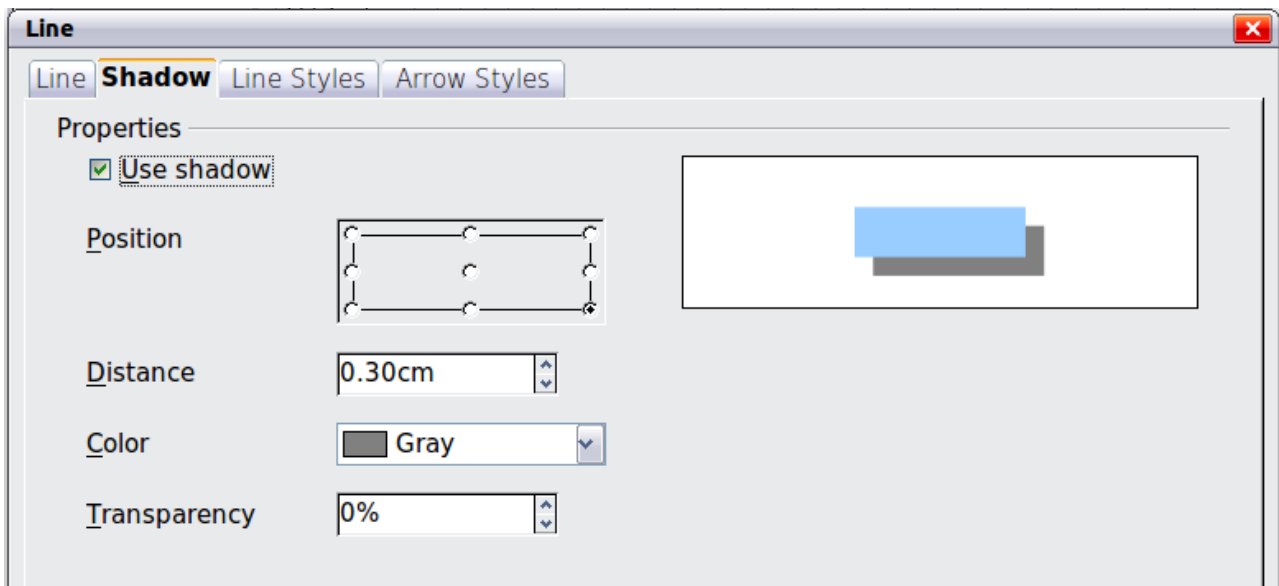 Line
Line Shadow Line Styles Arrow Styles
Properties
Use shadow
Position
Distance 0.30cm
Color Gray
Transparency 0%